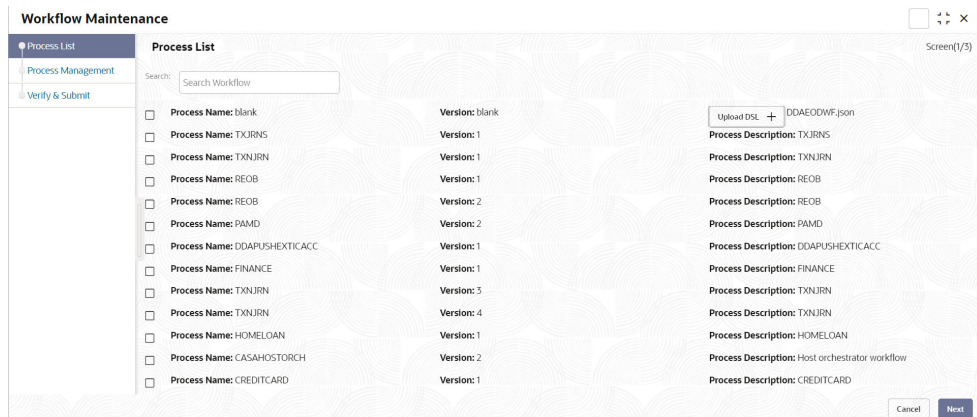 Workflow Maintenance
Process List
Process Management
Verify & Submit
Process List Screen(1/3)
Search: Search Workflow
Process Name: blank Version: blank Upload DSL + DDAEODWF.json
Process Name: TXJRNS Version: 1 Process Description: TXJRNS
Process Name: TXNJRN Version: 1 Process Description: TXNJRN
Process Name: REOB Version: 1 Process Description: REOB
Process Name: REOB Version: 2 Process Description: REOB
Process Name: PAMD Version: 2 Process Description: PAMD
Process Name: DDAPUSHEXTICACC Version: 1 Process Description: DDAPUSHEXTICACC
Process Name: FINANCE Version: 1 Process Description: FINANCE
Process Name: TXNJRN Version: 3 Process Description: TXNJRN
Process Name: TXNJRN Version: 4 Process Description: TXNJRN
Process Name: HOMELOAN Version: 1 Process Description: HOMELOAN
Process Name: CASAHOSTORCH Version: 2 Process Description: Host orchestrator workflow
Process Name: CREDITCARD Version: 1 Process Description: CREDITCARD
Cancel Next